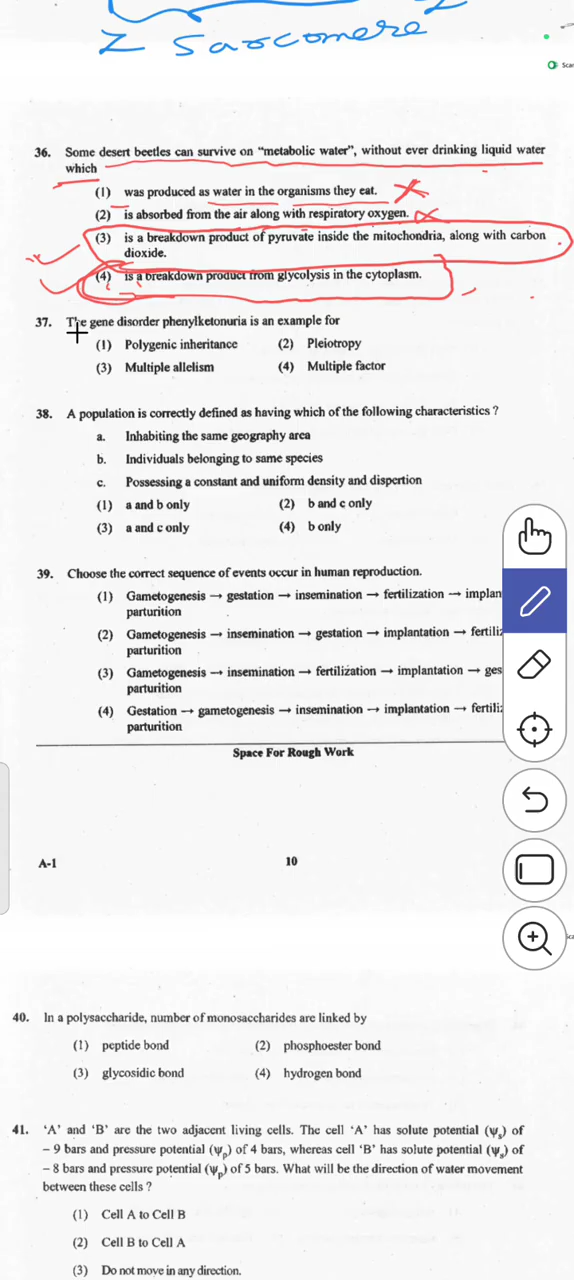 Z Sarcomere
Scan
36. Some desert beetles can survive on “metabolic water”, without ever drinking liquid water
which
(1) was produced as water in the organisms they eat.
(2) is absorbed from the air along with respiratory oxygen.
(3) is a breakdown product of pyruvate inside the mitochondria, along with carbon
dioxide.
(4) is a breakdown product from glycolysis in the cytoplasm.
37. The gene disorder phenylketonuria is an example for
(1) Polygenic inheritance (2) Pleiotropy
(3) Multiple allelism (4) Multiple factor
38. A population is correctly defined as having which of the following characteristics ?
a. Inhabiting the same geography area
b. Individuals belonging to same species
c. Possessing a constant and uniform density and dispertion
(1) a and b only (2) b and c only
(3) a and c only (4) b only
39. Choose the correct sequence of events occur in human reproduction.
(1) Gametogenesis → gestation → insemination → fertilization → implan
parturition
(2) Gametogenesis → insemination → gestation → implantation → fertiliz
parturition
(3) Gametogenesis → insemination → fertilization → implantation → ges
parturition
(4) Gestation → gametogenesis → insemination → implantation → fertiliz
parturition
Space For Rough Work
A-1 10
40. In a polysaccharide, number of monosaccharides are linked by
(1) peptide bond (2) phosphoester bond
(3) glycosidic bond (4) hydrogen bond
41. ‘A’ and ‘B’ are the two adjacent living cells. The cell ‘A’ has solute potential (ψs) of
– 9 bars and pressure potential (ψp) of 4 bars, whereas cell ‘B’ has solute potential (ψs) of
– 8 bars and pressure potential (ψp) of 5 bars. What will be the direction of water movement
between these cells ?
(1) Cell A to Cell B
(2) Cell B to Cell A
(3) Do not move in any direction.